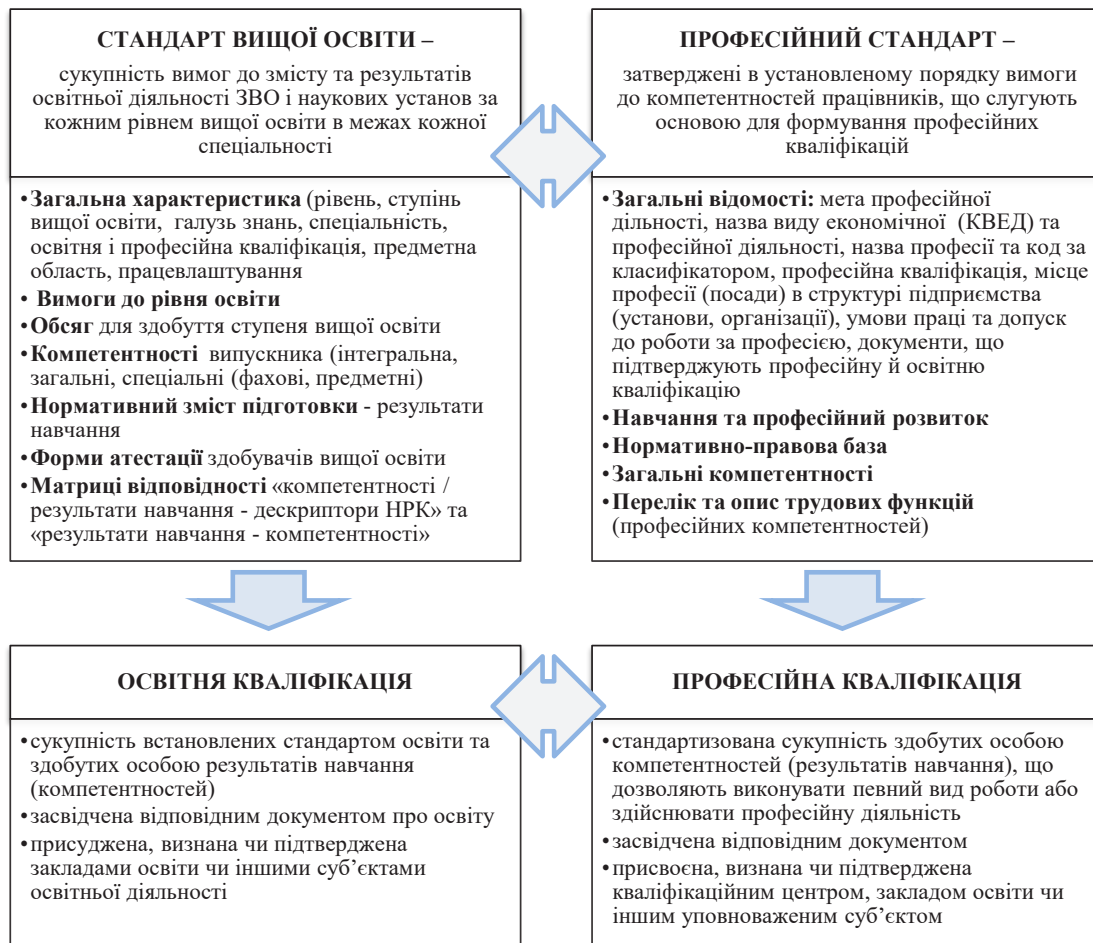 СТАНДАРТ ВИЩОЇ ОСВІТИ –
сукупність вимог до змісту та результатів
освітньої діяльності ЗВО і наукових установ за
кожним рівнем вищої освіти в межах кожної
спеціальності
•Загальна характеристика (рівень, ступінь
вищої освіти, галузь знань, спеціальність,
освітня і професійна кваліфікація, предметна
область, працевлаштування
• Вимоги до рівня освіти
•Обсяг для здобуття ступеня вищої освіти
•Компетентності випускника (інтегральна,
загальні, спеціальні (фахові, предметні)
•Нормативний зміст підготовки - результати
навчання
•Форми атестації здобувачів вищої освіти
•Матриці відповідності «компетентності /
результати навчання - дескриптори НРК» та
«результати навчання - компетентності»
ПРОФЕСІЙНИЙ СТАНДАРТ –
затверджені в установленому порядку вимоги
до компетентностей працівників, що слугують
основою для формування професійних
кваліфікацій
•Загальні відомості: мета професійної
дільності, назва виду економічної (КВЕД) та
професійної діяльності, назва професії та код за
класифікатором, професійна кваліфікація, місце
професії (посади) в структурі підприємства
(установи, організації), умови праці та допуск
до роботи за професією, документи, що
підтверджують професійну й освітню
кваліфікацію
•Навчання та професійний розвиток
•Нормативно-правова база
•Загальні компетентності
•Перелік та опис трудових функцій
(професійних компетентностей)
ОСВІТНЯ КВАЛІФІКАЦІЯ
•сукупність встановлених стандартом освіти та
здобутих особою результатів навчання
(компетентностей)
•засвідчена відповідним документом про освіту
•присуджена, визнана чи підтверджена
закладами освіти чи іншими суб’єктами
освітньої діяльності
ПРОФЕСІЙНА КВАЛІФІКАЦІЯ
•стандартизована сукупність здобутих особою
компетентностей (результатів навчання), що
дозволяють виконувати певний вид роботи або
здійснювати професійну діяльність
•засвідчена відповідним документом
•присвоєна, визнана чи підтверджена
кваліфікаційним центром, закладом освіти чи
іншим уповноваженим суб’єктом